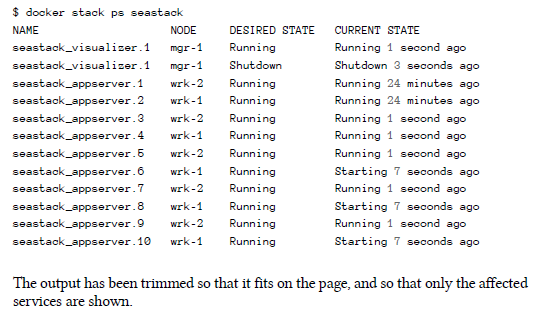 $ docker stack ps seastack
NAME NODE DESIRED STATE CURRENT STATE
seastack_visualizer.1 mgr-1 Running Running 1 second ago
seastack_visualizer.1 mgr-1 Shutdown Shutdown 3 seconds ago
seastack_appserver.1 wrk-2 Running Running 24 minutes ago
seastack_appserver.2 wrk-1 Running Running 24 minutes ago
seastack_appserver.3 wrk-2 Running Running 1 second ago
seastack_appserver.4 wrk-1 Running Running 1 second ago
seastack_appserver.5 wrk-2 Running Running 1 second ago
seastack_appserver.6 wrk-1 Running Starting 7 seconds ago
seastack_appserver.7 wrk-2 Running Running 1 second ago
seastack_appserver.8 wrk-1 Running Starting 7 seconds ago
seastack_appserver.9 wrk-2 Running Running 1 second ago
seastack_appserver.10 wrk-1 Running Starting 7 seconds ago
The output has been trimmed so that it fits on the page, and so that only the affected
services are shown.